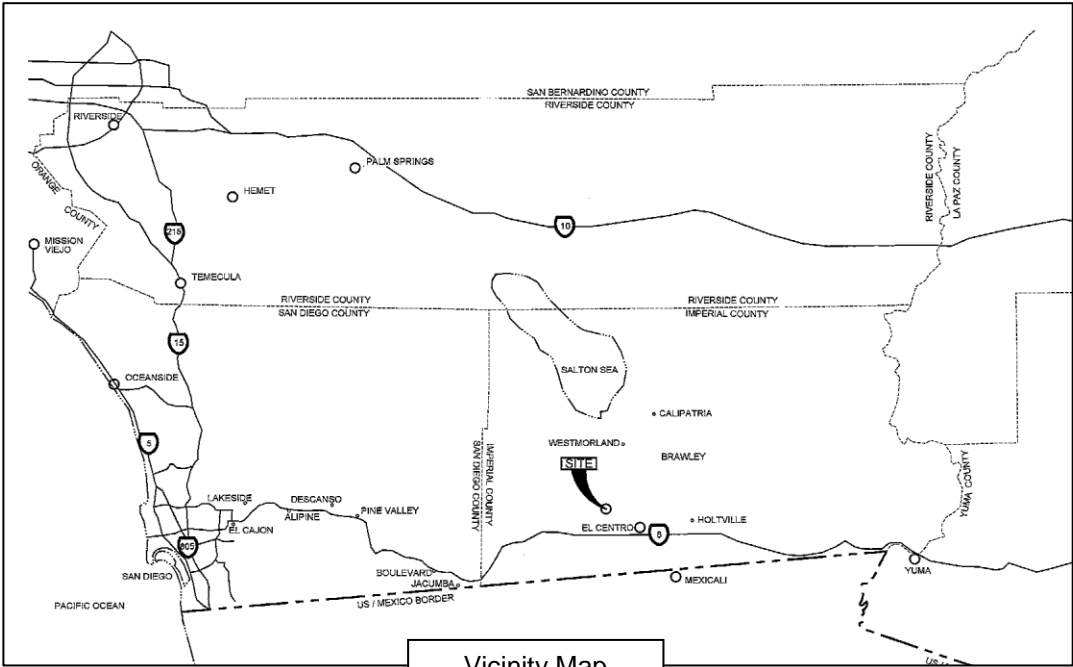 SAN BERNARDINO COUNTY
RIVERSIDE COUNTY
RIVERSIDE
PALM SPRINGS
HEMET
ORANGE
COUNTY
RIVERSIDE COUNTY
LA PAZ COUNTY
MISSION
VIEJO
215
10
TEMECULA
RIVERSIDE COUNTY
SAN DIEGO COUNTY
RIVERSIDE COUNTY
IMPERIAL COUNTY
15
SALTON SEA
OCEANSIDE
CALIPATRIA
5
WESTMORLAND
BRAWLEY
SAN DIEGO COUNTY
IMPERIAL COUNTY
SITE
YUMA COUNTY
LAKESIDE
DESCANSO
ALIPINE
PINE VALLEY
EL CAJON
EL CENTRO
8
HOLTVILLE
805
SAN DIEGO
BOULEVARD
JACUMBA
MEXICALI
YUMA
PACIFIC OCEAN
US / MEXICO BORDER
US /
Vicinity Map